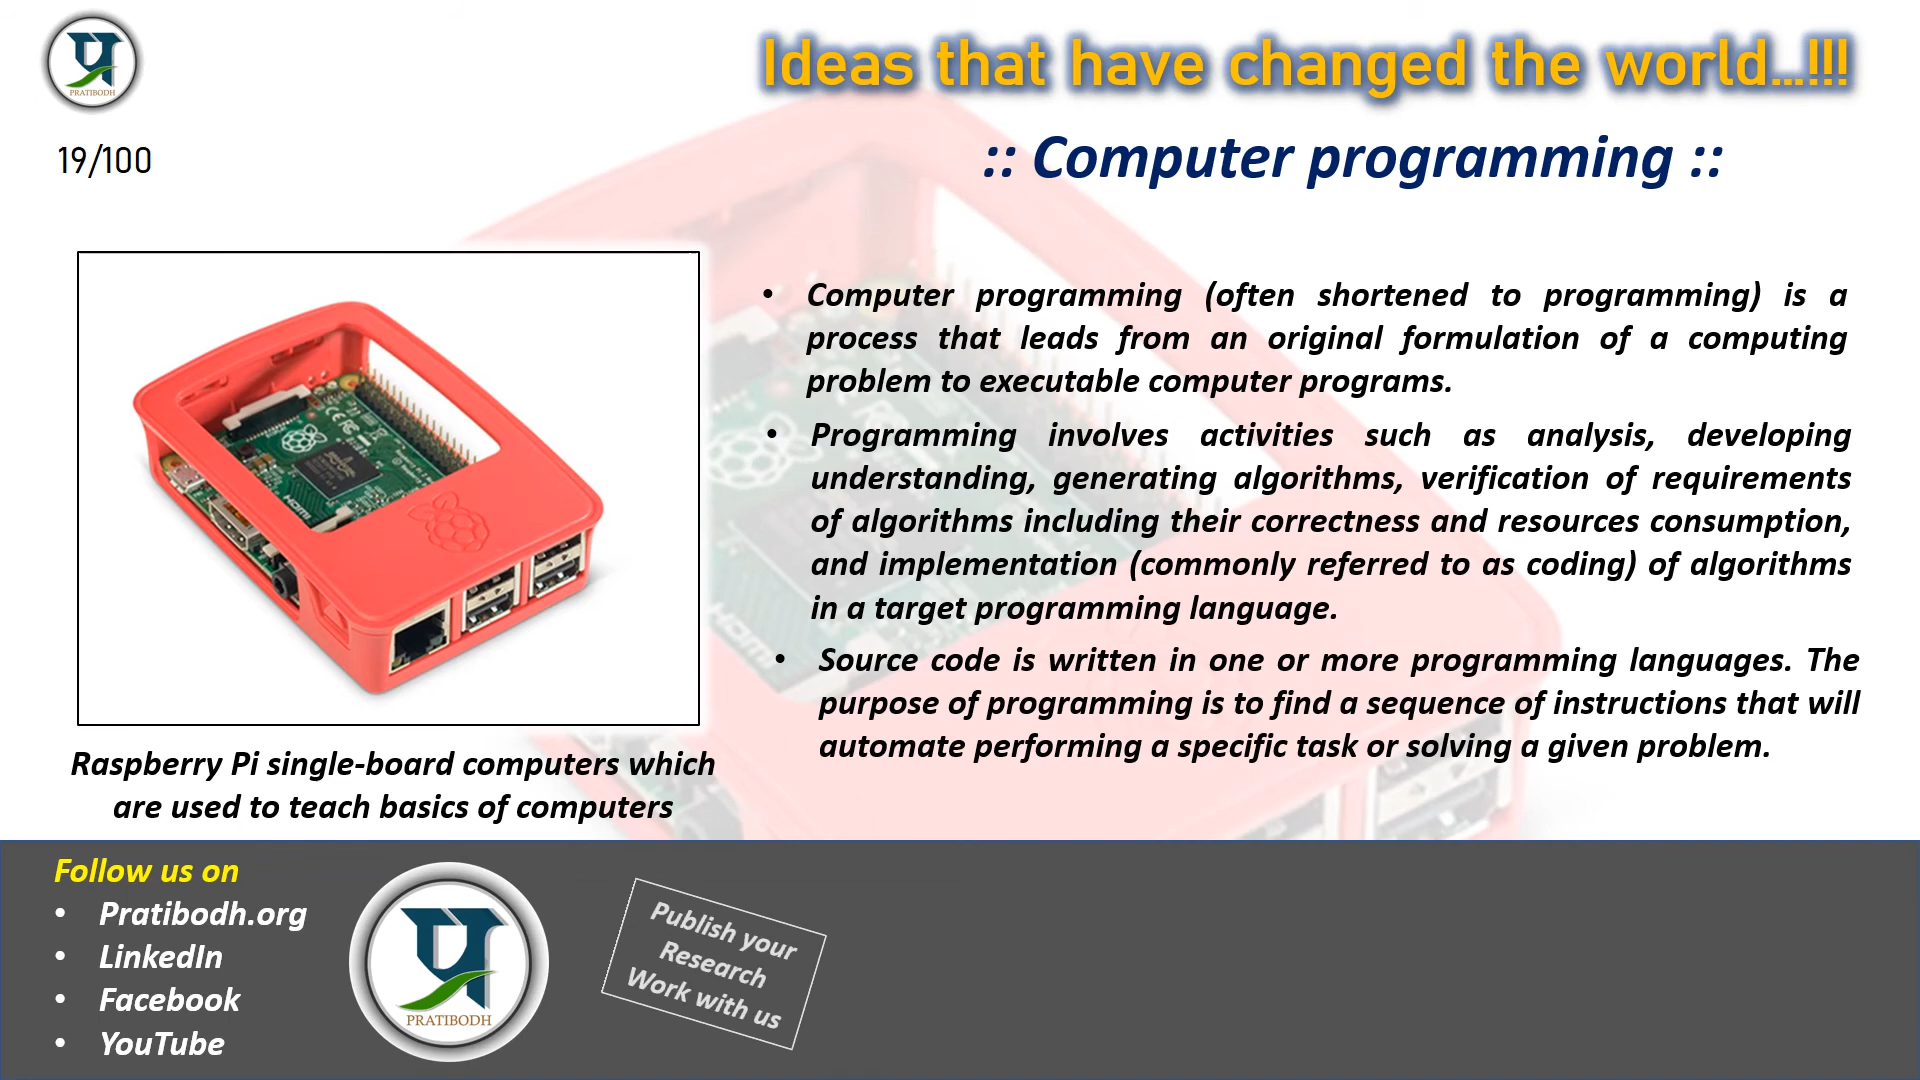 PRATIBODH
Ideas that have changed the world...!!!
19/100
:: Computer programming ::
• Computer programming (often shortened to programming) is a
process that leads from an original formulation of a computing
problem to executable computer programs.
• Programming involves activities such as analysis, developing
understanding, generating algorithms, verification of requirements
of algorithms including their correctness and resources consumption,
and implementation (commonly referred to as coding) of algorithms
in a target programming language.
• Source code is written in one or more programming languages. The
purpose of programming is to find a sequence of instructions that will
automate performing a specific task or solving a given problem.
HDMI
Raspberry Pi single-board computers which
are used to teach basics of computers
Follow us on
• Pratibodh.org
• LinkedIn
• Facebook
• YouTube
PRATIBODH
Publish your
Research
Work with us